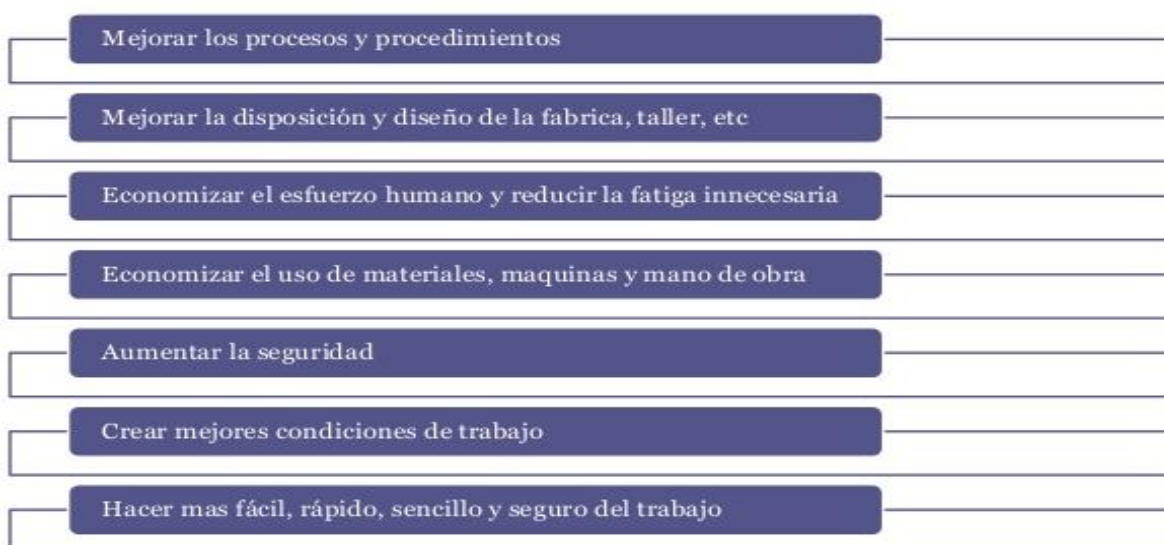 Mejorar los procesos y procedimientos
Mejorar la disposición y diseño de la fabrica, taller, etc
Economizar el esfuerzo humano y reducir la fatiga innecesaria
Economizar el uso de materiales, maquinas y mano de obra
Aumentar la seguridad
Crear mejores condiciones de trabajo
Hacer mas fácil, rápido, sencillo y seguro del trabajo